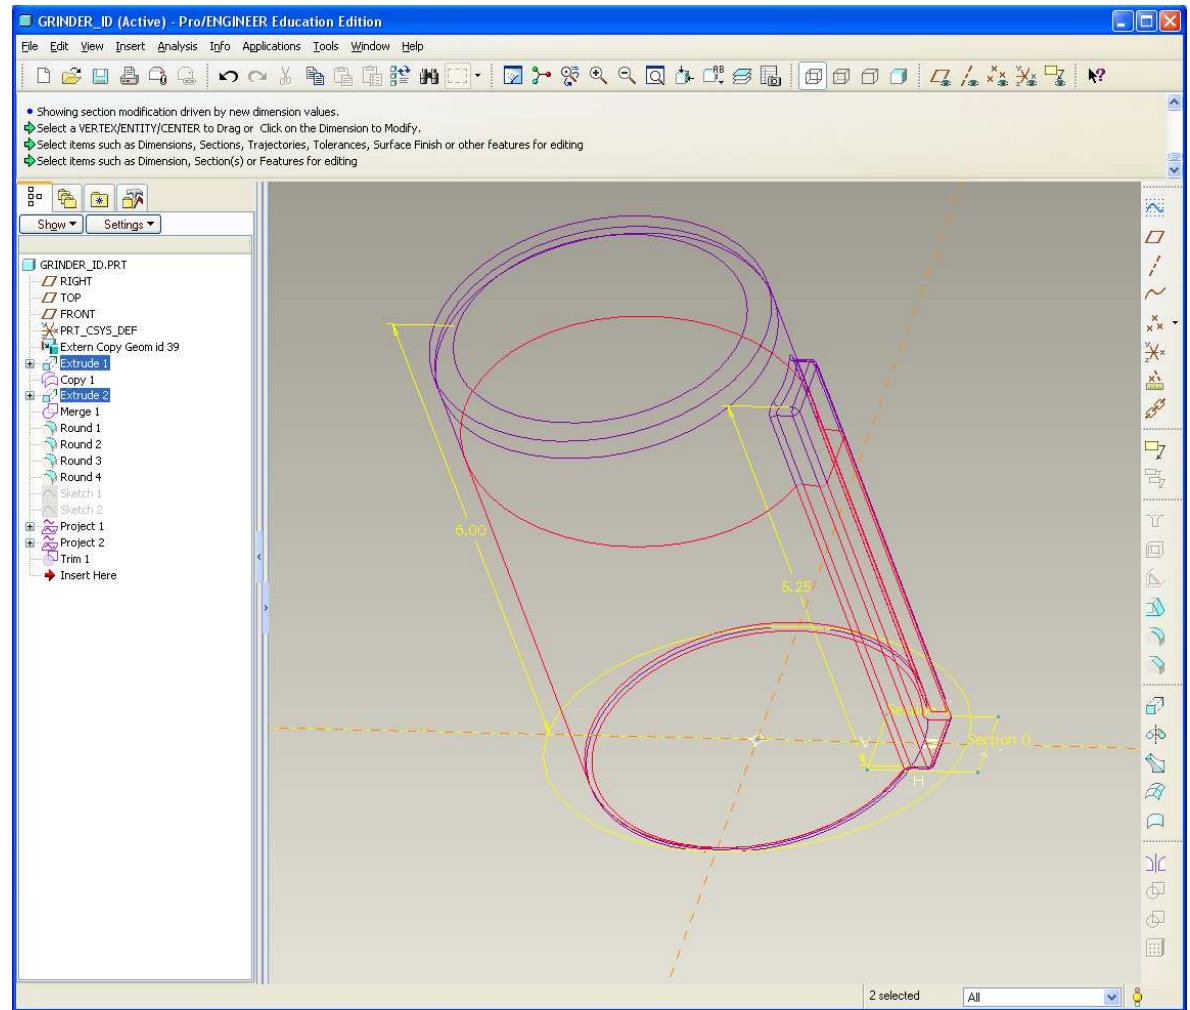 GRINDER_ID (Active) - Pro/ENGINEER Education Edition
File Edit View Insert Analysis Info Applications Tools Window Help
Showing section modification driven by new dimension values.
Select a VERTEX/ENTITY/CENTER to Drag or Click on the Dimension to Modify.
Select items such as Dimensions, Sections, Trajectories, Tolerances, Surface Finish or other features for editing
Select items such as Dimension, Section(s) or Features for editing
Show Settings
GRINDER_ID.PRT
RIGHT
TOP
FRONT
PRT_CSYS_DEF
Extern Copy Geom id 39
Extrude 1
Copy 1
Extrude 2
Merge 1
Round 1
Round 2
Round 3
Round 4
Sketch 1
Sketch 2
Project 1
Project 2
Trim 1
Insert Here
6.00
5.25
V
Section 0
H
2 selected All